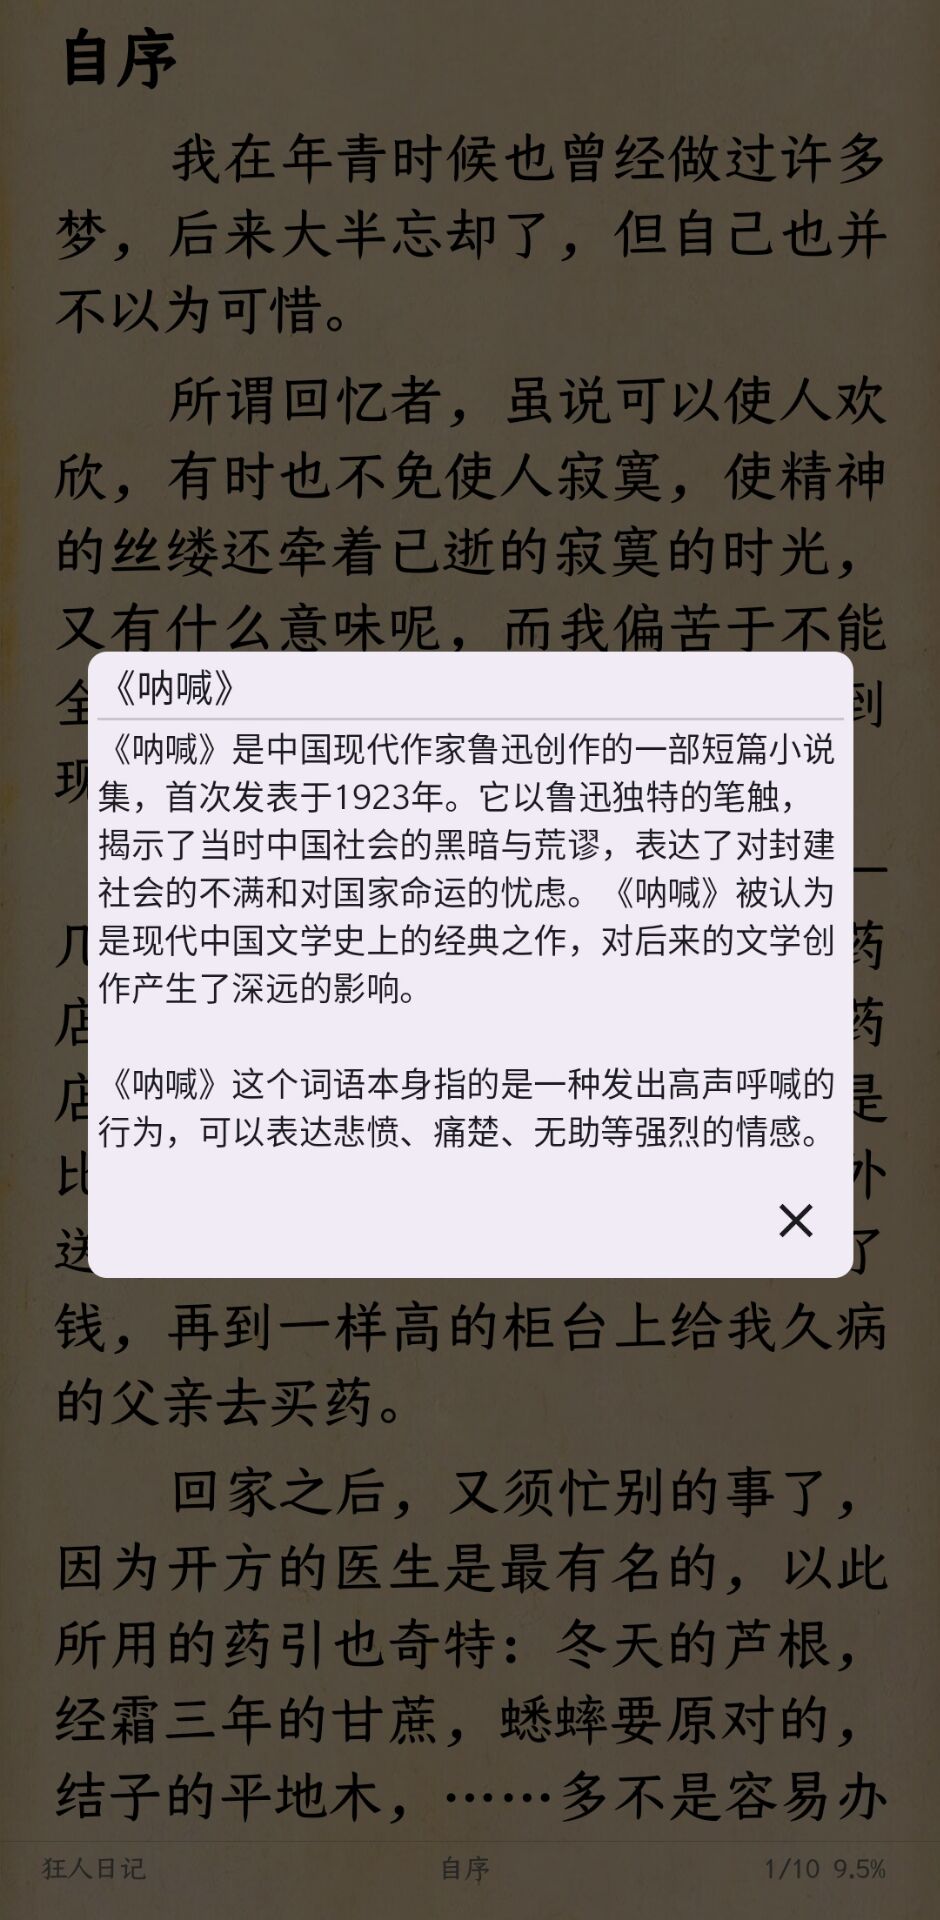 自序
我在年青时候也曾经做过许多
梦，后来大半忘却了，但自己也并
不以为可惜。
所谓回忆者，虽说可以使人欢
欣，有时也不免使人寂寞，使精神
的丝缕还牵着已逝的寂寞的时光，
又有什么意味呢，而我偏苦于不能
全
到
现
《呐喊》
《呐喊》是中国现代作家鲁迅创作的一部短篇小说
集，首次发表于1923年。它以鲁迅独特的笔触，
揭示了当时中国社会的黑暗与荒谬，表达了对封建
社会的不满和对国家命运的忧虑。《呐喊》被认为
是现代中国文学史上的经典之作，对后来的文学创
作产生了深远的影响。
《呐喊》这个词语本身指的是一种发出高声呼喊的
行为，可以表达悲愤、痛楚、无助等强烈的情感。
一
几
药
店
药
店
是
比
外
送
了
钱，再到一样高的柜台上给我久病
的父亲去买药。
回家之后，又须忙别的事了，
因为开方的医生是最有名的，以此
所用的药引也奇特：冬天的芦根，
经霜三年的甘蔗，蟋蟀要原对的，
结子的平地木，……多不是容易办
狂人日记
自序
1/10 9.5%